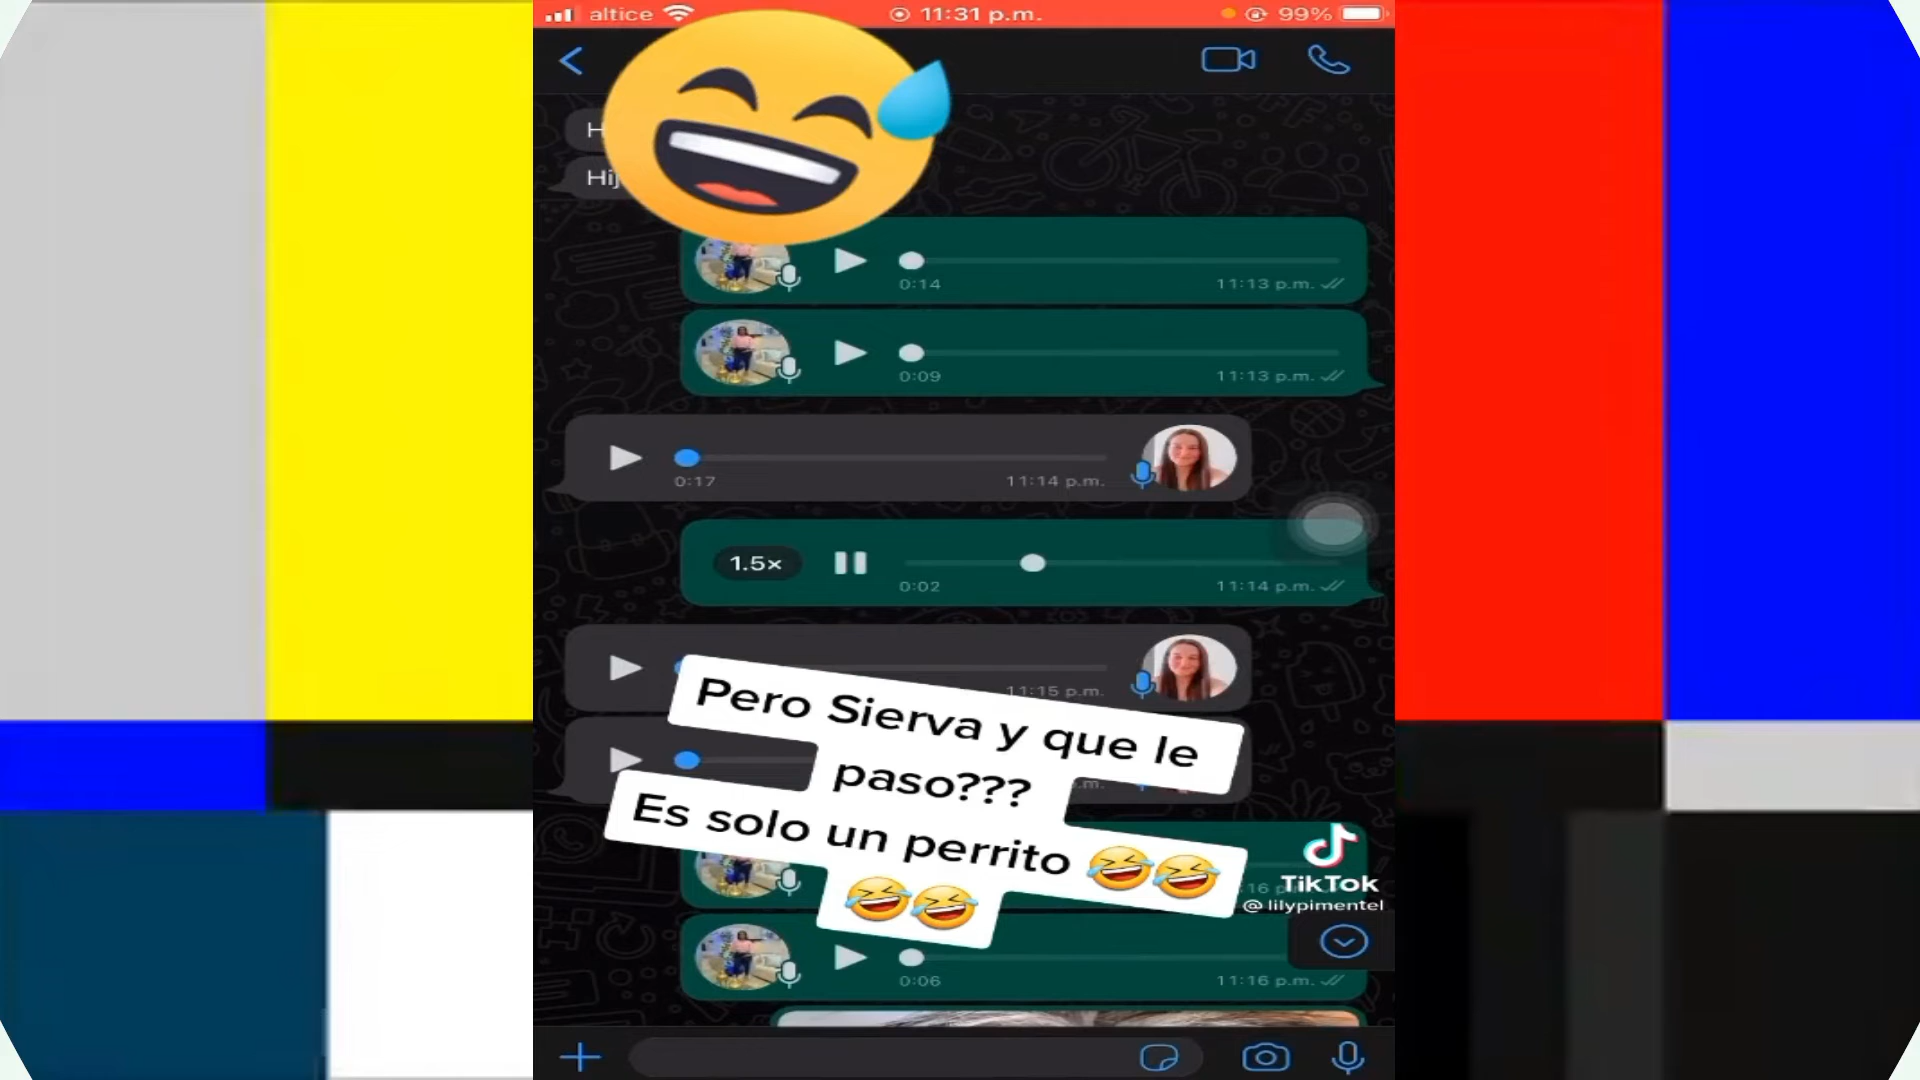 altice 11:31 p.m. 99%
H
Hij
0:14 11:13 p.m.
0:09 11:13 p.m.
0:17 11:14 p.m.
1.5×
0:02 11:14 p.m.
11:15 p.m.
Pero Sierva y que le
paso???
Es solo un perrito 🤣🤣
🤣🤣
TikTok
@lilypimentel
0:06 11:16 p.m.